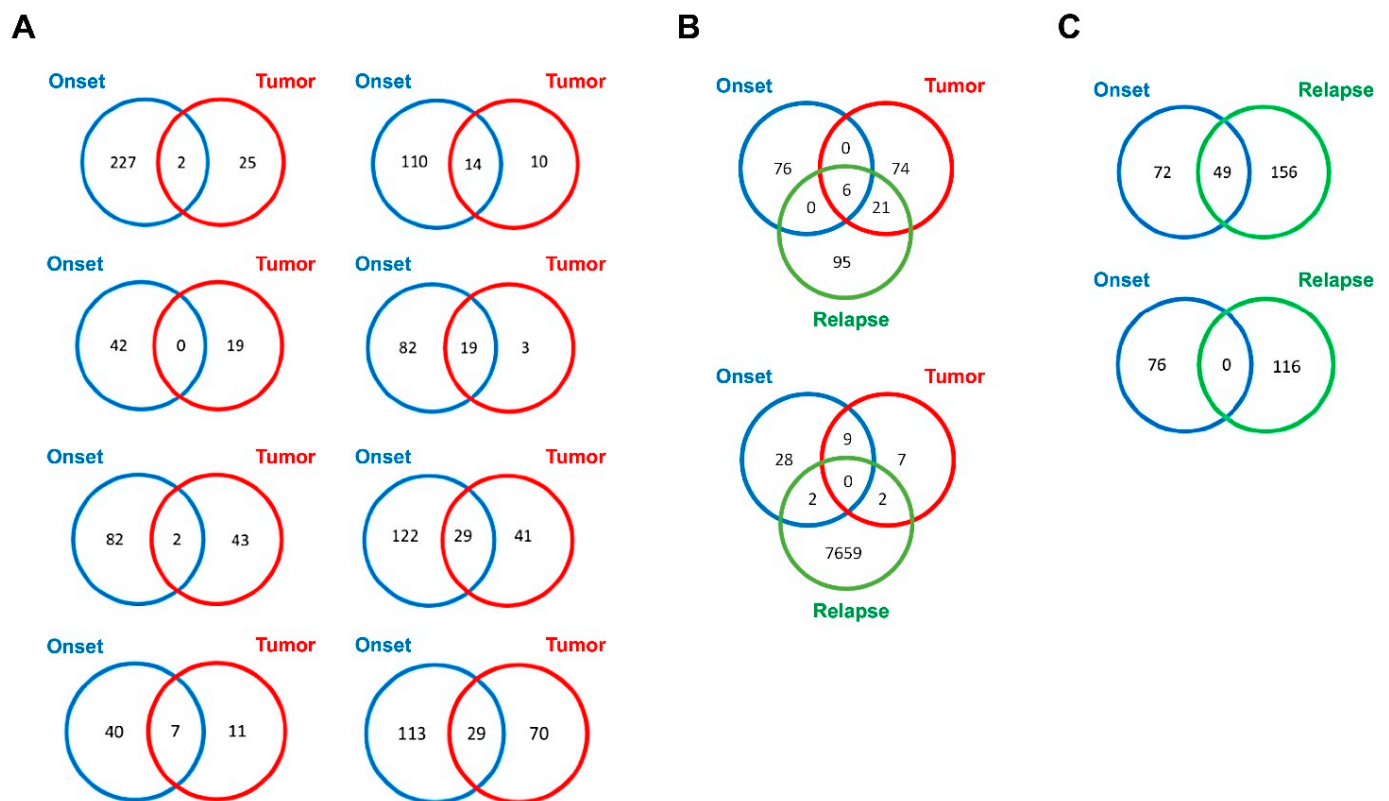 A
B
C
Onset Tumor
227 2 25
Onset Tumor
110 14 10
Onset Tumor
42 0 19
Onset Tumor
82 19 3
Onset Tumor
82 2 43
Onset Tumor
122 29 41
Onset Tumor
40 7 11
Onset Tumor
113 29 70
Onset Tumor
0
76 74
6
0 21
95
Relapse
Onset Tumor
9
28 7
0
2 2
7659
Relapse
Onset Relapse
72 49 156
Onset Relapse
76 0 116